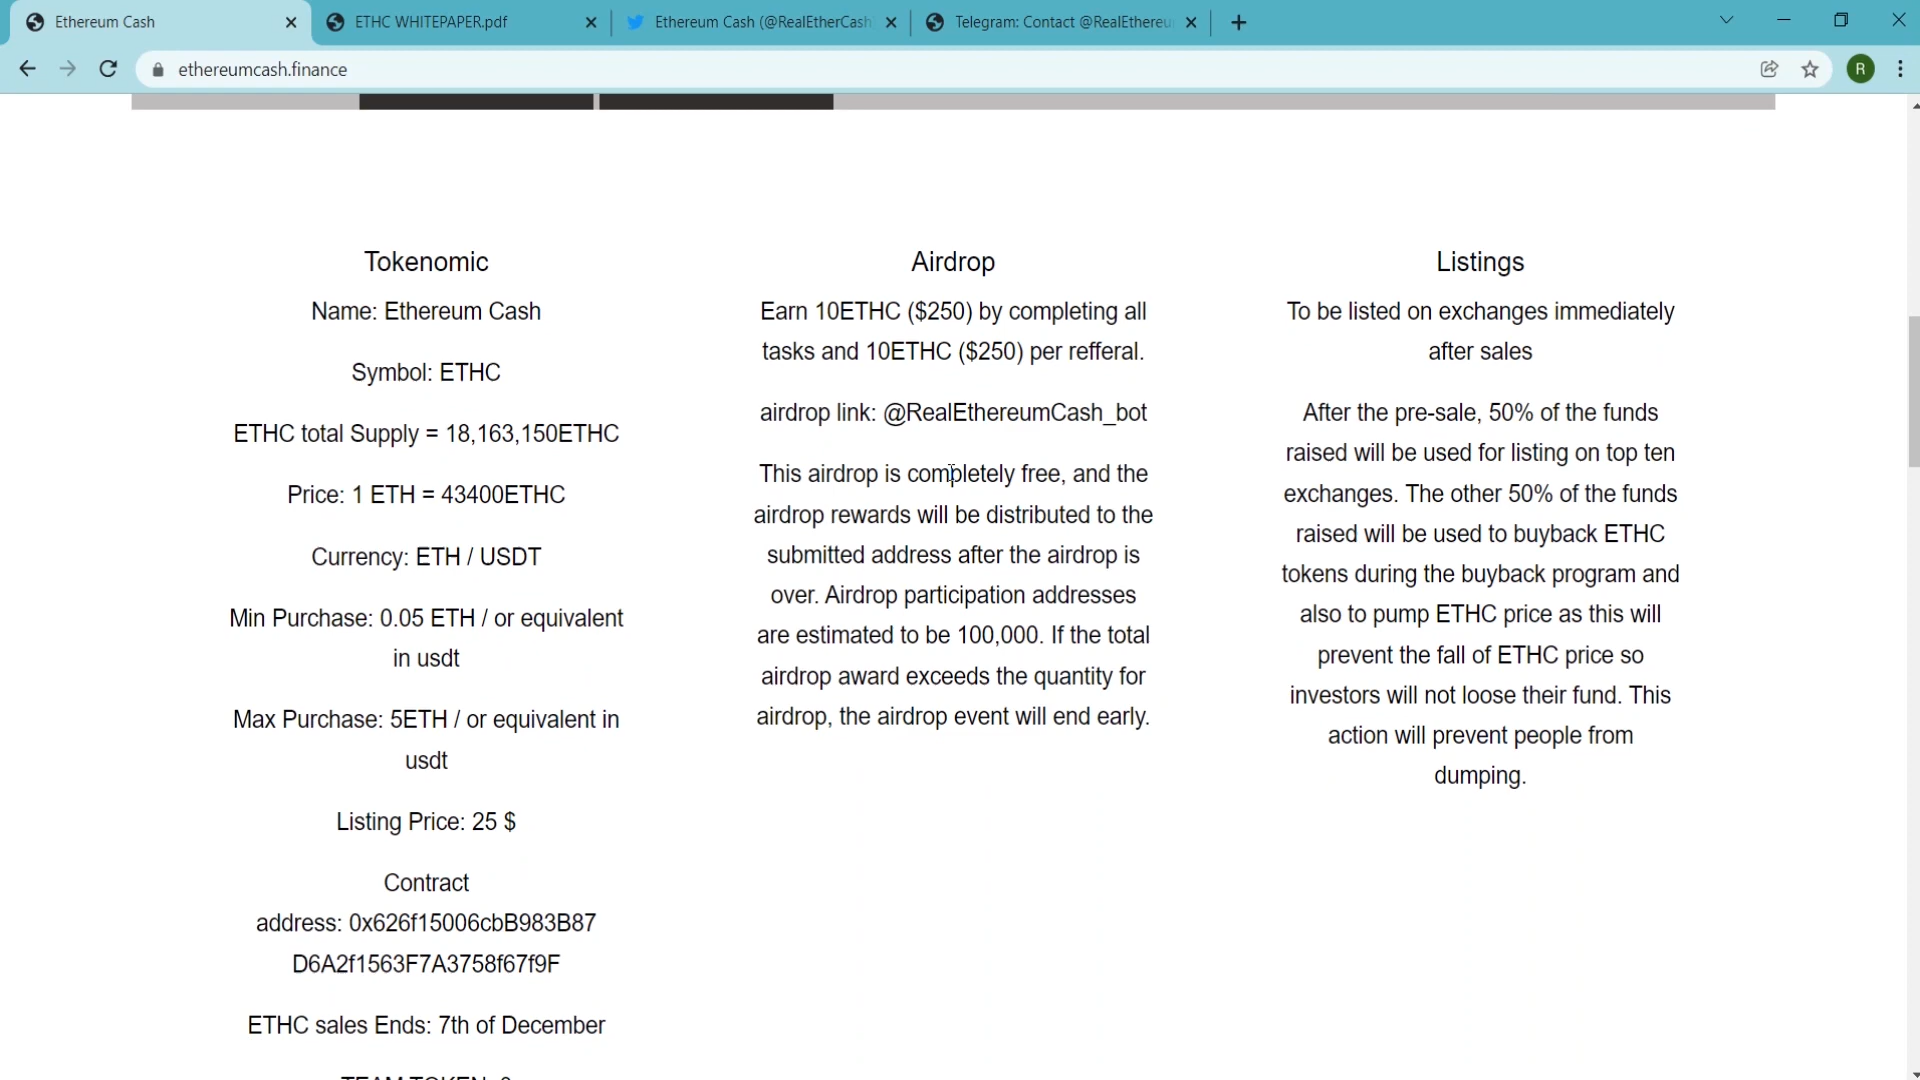 Ethereum Cash
ETHC WHITEPAPER.pdf
Ethereum Cash (@RealEtherCash
Telegram: Contact @RealEthereu
ethereumcash.finance
R
Tokenomic
Name: Ethereum Cash
Symbol: ETHC
ETHC total Supply = 18,163,150ETHC
Price: 1 ETH = 43400ETHC
Currency: ETH / USDT
Min Purchase: 0.05 ETH / or equivalent
in usdt
Max Purchase: 5ETH / or equivalent in
usdt
Listing Price: 25 $
Contract
address: 0x626f15006cbB983B87
D6A2f1563F7A3758f67f9F
ETHC sales Ends: 7th of December
TEAM TOKEN:
Airdrop
Earn 10ETHC ($250) by completing all
tasks and 10ETHC ($250) per refferal.
airdrop link: @RealEthereumCash_bot
This airdrop is completely free, and the
airdrop rewards will be distributed to the
submitted address after the airdrop is
over. Airdrop participation addresses
are estimated to be 100,000. If the total
airdrop award exceeds the quantity for
airdrop, the airdrop event will end early.
Listings
To be listed on exchanges immediately
after sales
After the pre-sale, 50% of the funds
raised will be used for listing on top ten
exchanges. The other 50% of the funds
raised will be used to buyback ETHC
tokens during the buyback program and
also to pump ETHC price as this will
prevent the fall of ETHC price so
investors will not loose their fund. This
action will prevent people from
dumping.